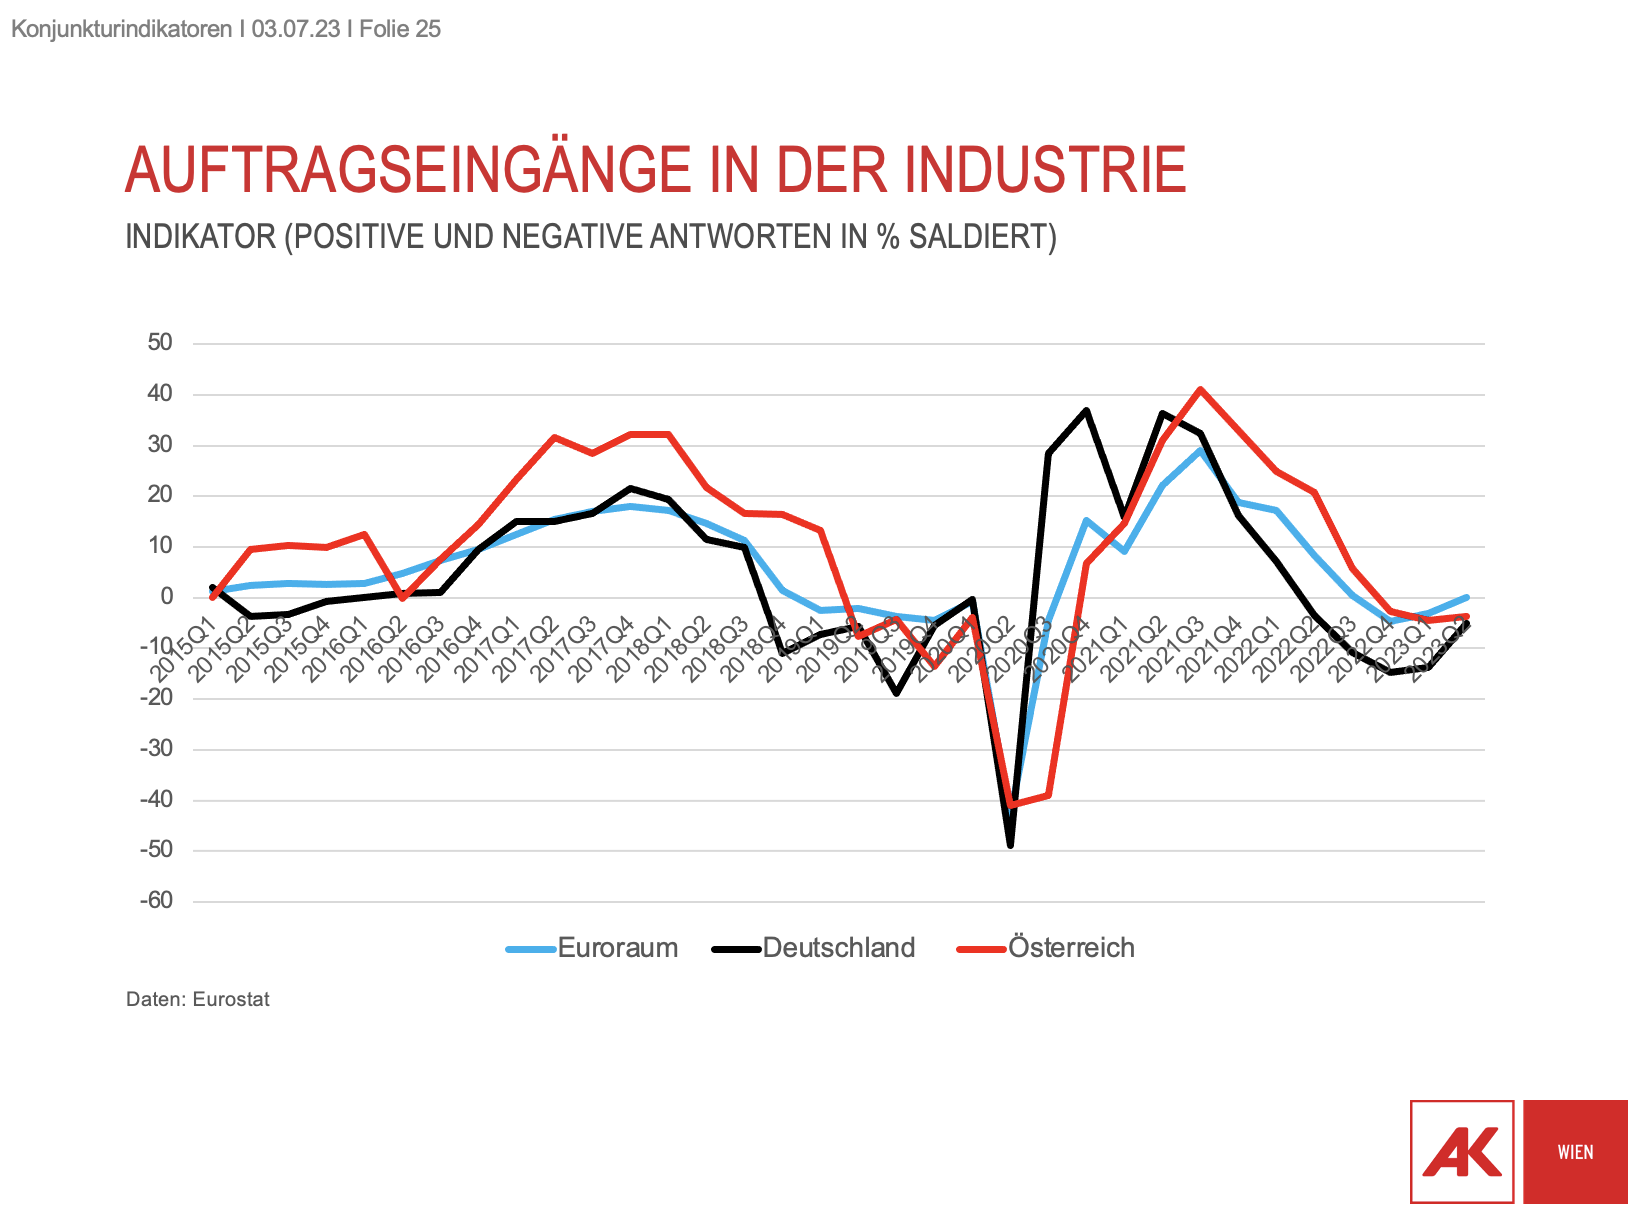 Konjunkturindikatoren I 03.07.23 I Folie 25
AUFTRAGSEINGÄNGE IN DER INDUSTRIE
INDIKATOR (POSITIVE UND NEGATIVE ANTWORTEN IN % SALDIERT)
50
40
30
20
10
0
-10
-20
-30
-40
-50
-60
2015Q1
2015Q2
2015Q3
2015Q4
2016Q1
2016Q2
2016Q3
2016Q4
2017Q1
2017Q2
2017Q3
2017Q4
2018Q1
2018Q2
2018Q3
2018Q4
2019Q1
2019Q2
2019Q3
2019Q4
2020Q1
2020Q2
2020Q3
2020Q4
2021Q1
2021Q2
2021Q3
2021Q4
2022Q1
2022Q2
2022Q3
2022Q4
2023Q1
2023Q2
Euroraum Deutschland Österreich
Daten: Eurostat
AK WIEN